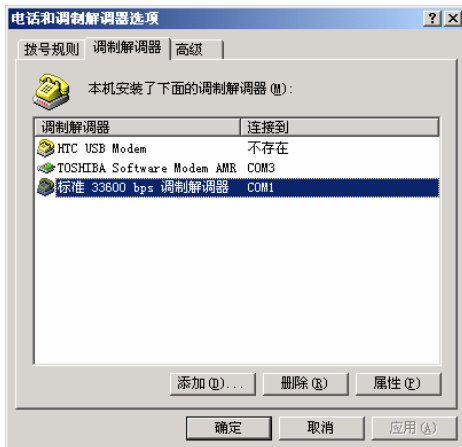 电话和调制解调器选项
拨号规则 调制解调器 高级
本机安装了下面的调制解调器(M):
调制解调器 连接到
HTC USB Modem 不存在
TOSHIBA Software Modem AMR COM3
标准 33600 bps 调制解调器 COM1
添加(D)... 删除(R) 属性(P)
确定 取消 应用(A)